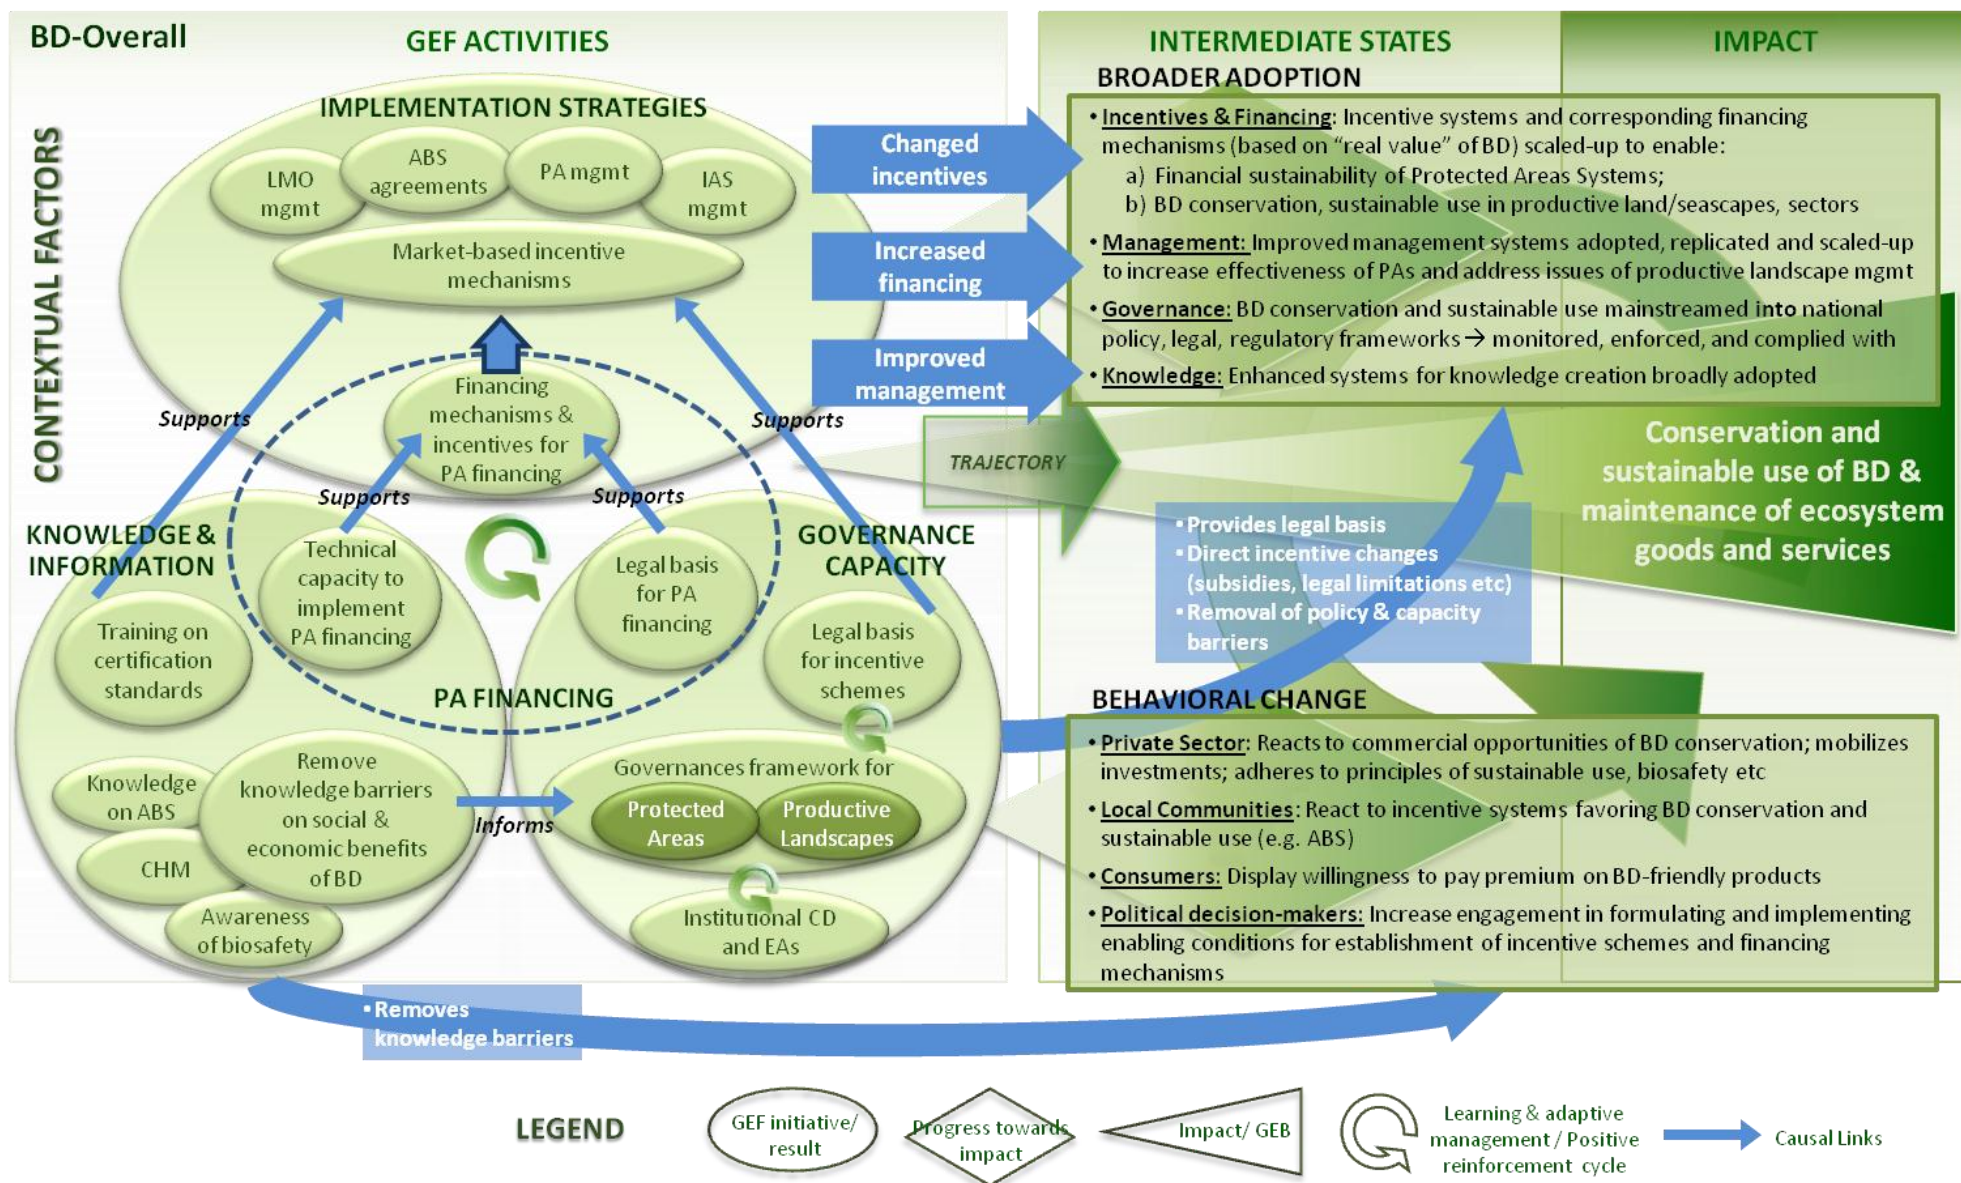 BD-Overall
GEF ACTIVITIES
CONTEXTUAL FACTORS
IMPLEMENTATION STRATEGIES
LMO
mgmt
ABS
agreements
PA mgmt
IAS
mgmt
Market-based incentive
mechanisms
Financing
mechanisms &
incentives for
PA financing
Supports
Supports
Supports
Supports
KNOWLEDGE &
INFORMATION
Technical
capacity to
implement
PA financing
Legal basis
for PA
financing
GOVERNANCE
CAPACITY
Training on
certification
standards
Legal basis
for incentive
schemes
PA FINANCING
Knowledge
on ABS
Remove
knowledge barriers
on social &
economic benefits
of BD
CHM
Awareness
of biosafety
Informs
Governances framework for
Protected
Areas
Productive
Landscapes
Institutional CD
and EAs
• Removes
knowledge barriers
Changed
incentives
Increased
financing
Improved
management
TRAJECTORY
INTERMEDIATE STATES
IMPACT
BROADER ADOPTION
• Incentives & Financing: Incentive systems and corresponding financing
mechanisms (based on “real value” of BD) scaled-up to enable:
a) Financial sustainability of Protected Areas Systems;
b) BD conservation, sustainable use in productive land/seascapes, sectors
• Management: Improved management systems adopted, replicated and scaled-up
to increase effectiveness of PAs and address issues of productive landscape mgmt
• Governance: BD conservation and sustainable use mainstreamed into national
policy, legal, regulatory frameworks → monitored, enforced, and complied with
• Knowledge: Enhanced systems for knowledge creation broadly adopted
Conservation and
sustainable use of BD &
maintenance of ecosystem
goods and services
• Provides legal basis
• Direct incentive changes
(subsidies, legal limitations etc)
• Removal of policy & capacity
barriers
BEHAVIORAL CHANGE
• Private Sector: Reacts to commercial opportunities of BD conservation; mobilizes
investments; adheres to principles of sustainable use, biosafety etc
• Local Communities: React to incentive systems favoring BD conservation and
sustainable use (e.g. ABS)
• Consumers: Display willingness to pay premium on BD-friendly products
• Political decision-makers: Increase engagement in formulating and implementing
enabling conditions for establishment of incentive schemes and financing
mechanisms
LEGEND
GEF initiative/
result
Progress towards
impact
Impact/ GEB
Learning & adaptive
management / Positive
reinforcement cycle
Causal Links